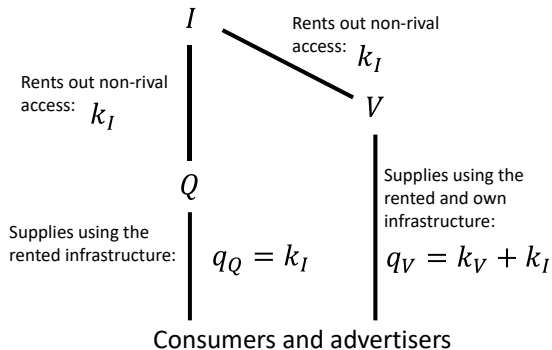 I
Rents out non-rival
access: k_I
Rents out non-rival
access:
k_I
V
Q
Supplies using the
rented and own
infrastructure:
Supplies using the
rented infrastructure:
q_Q = k_I
q_V = k_V + k_I
Consumers and advertisers